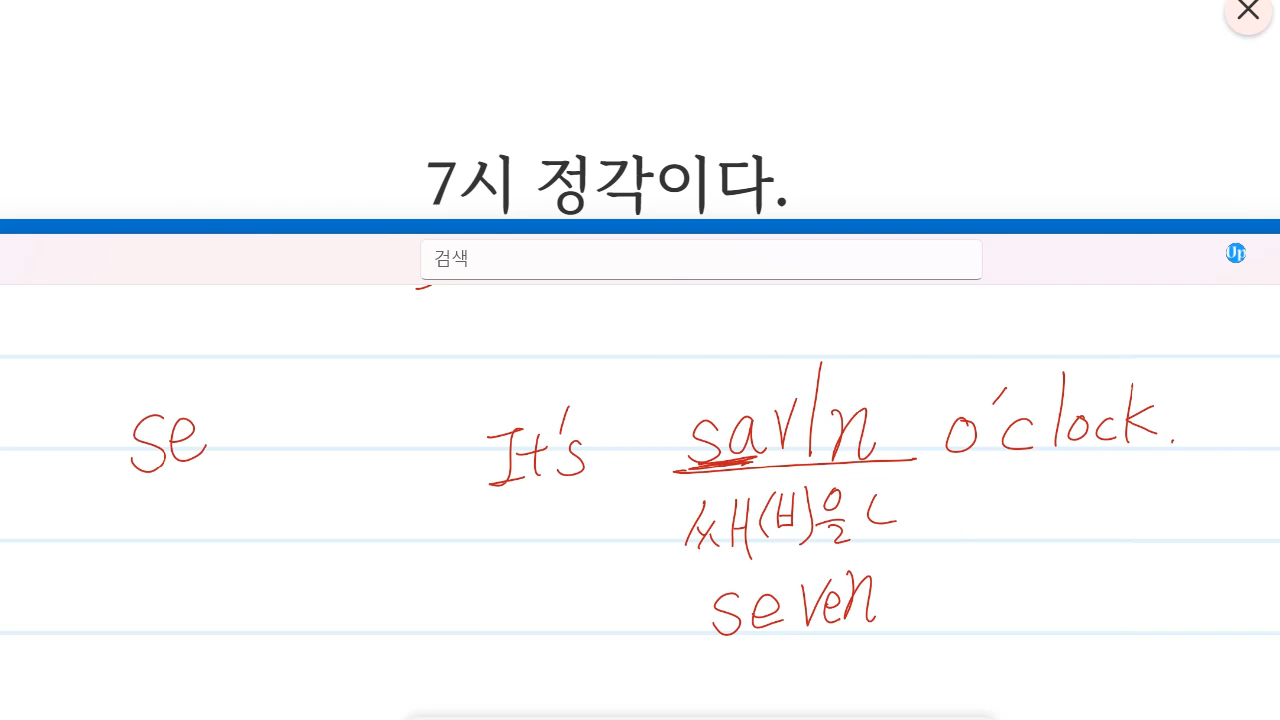 7시 정각이다.
검색
Up
se It's savln o'clock.
쌔(ㅂ)을ㄴ
seven